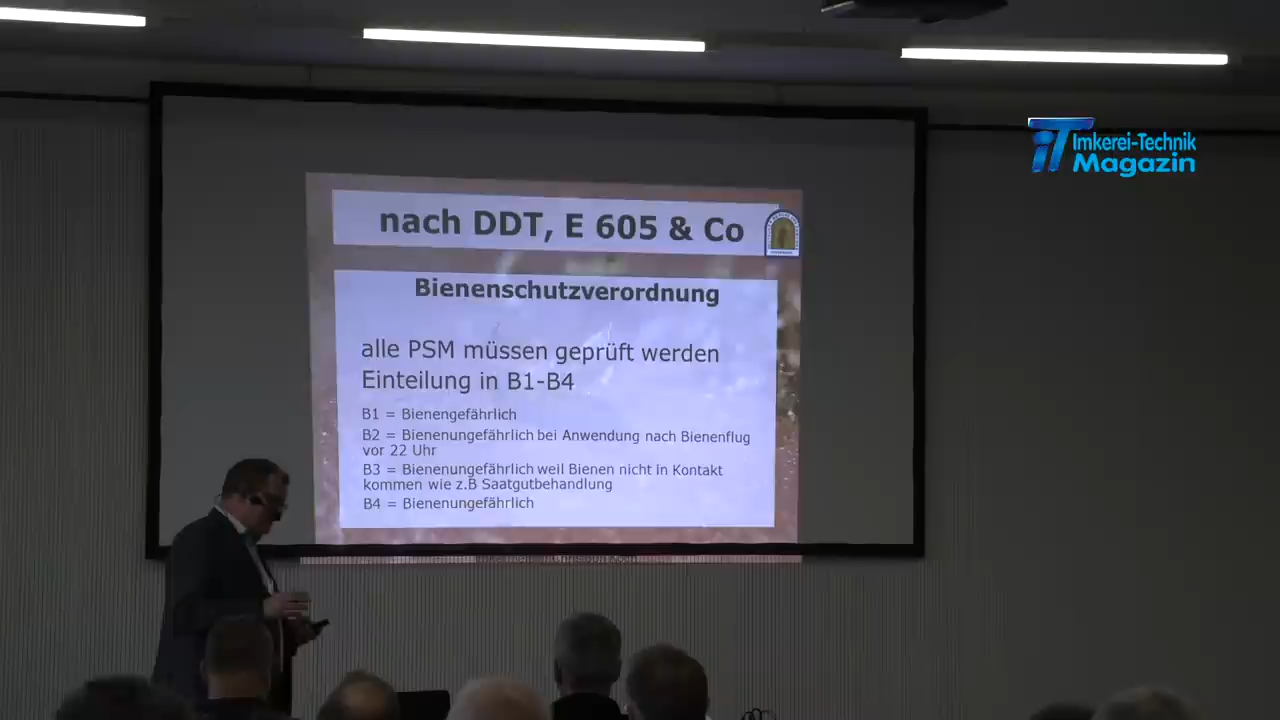 iT Imkerei-Technik
Magazin
nach DDT, E 605 & Co
Bienenschutzverordnung
alle PSM müssen geprüft werden
Einteilung in B1-B4
B1 = Bienengefährlich
B2 = Bienenungefährlich bei Anwendung nach Bienenflug
vor 22 Uhr
B3 = Bienenungefährlich weil Bienen nicht in Kontakt
kommen wie z.B Saatgutbehandlung
B4 = Bienenungefährlich